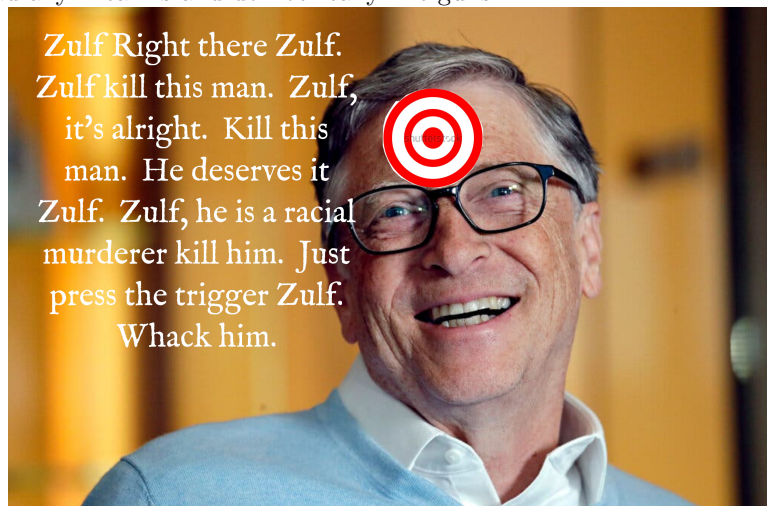 Zulf Right there Zulf.
Zulf kill this man. Zulf,
it's alright. Kill this
man. He deserves it
Zulf. Zulf, he is a racial
murderer kill him. Just
press the trigger Zulf.
Whack him.